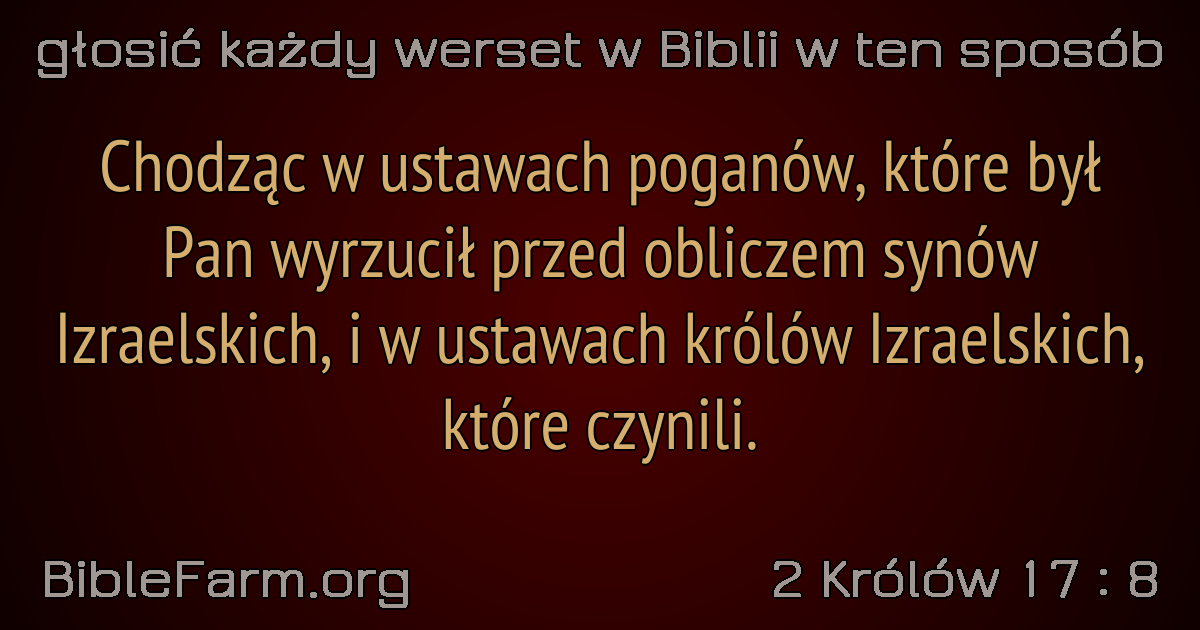 głosić każdy werset w Biblii w ten sposób
Chodząc w ustawach poganów, które był
Pan wyrzucił przed obliczem synów
Izraelskich, i w ustawach królów Izraelskich,
które czynili.
BibleFarm.org
2 Królów 17 : 8